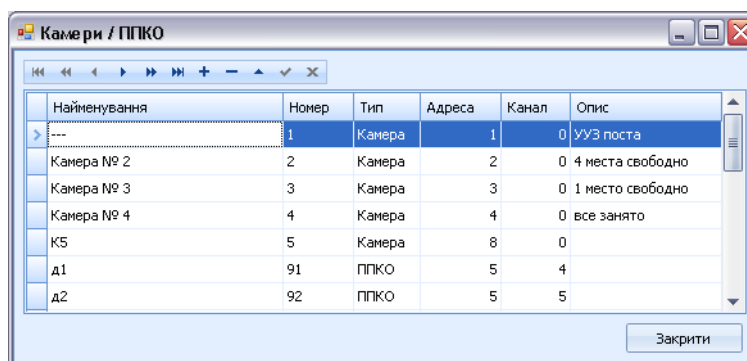 Камери / ППКО
Найменування Номер Тип Адреса Канал Опис
--- 1 Камера 1 0 УУЗ поста
Камера № 2 2 Камера 2 0 4 места свободно
Камера № 3 3 Камера 3 0 1 место свободно
Камера № 4 4 Камера 4 0 все занято
К5 5 Камера 8 0
д1 91 ППКО 5 4
д2 92 ППКО 5 5
Закрити